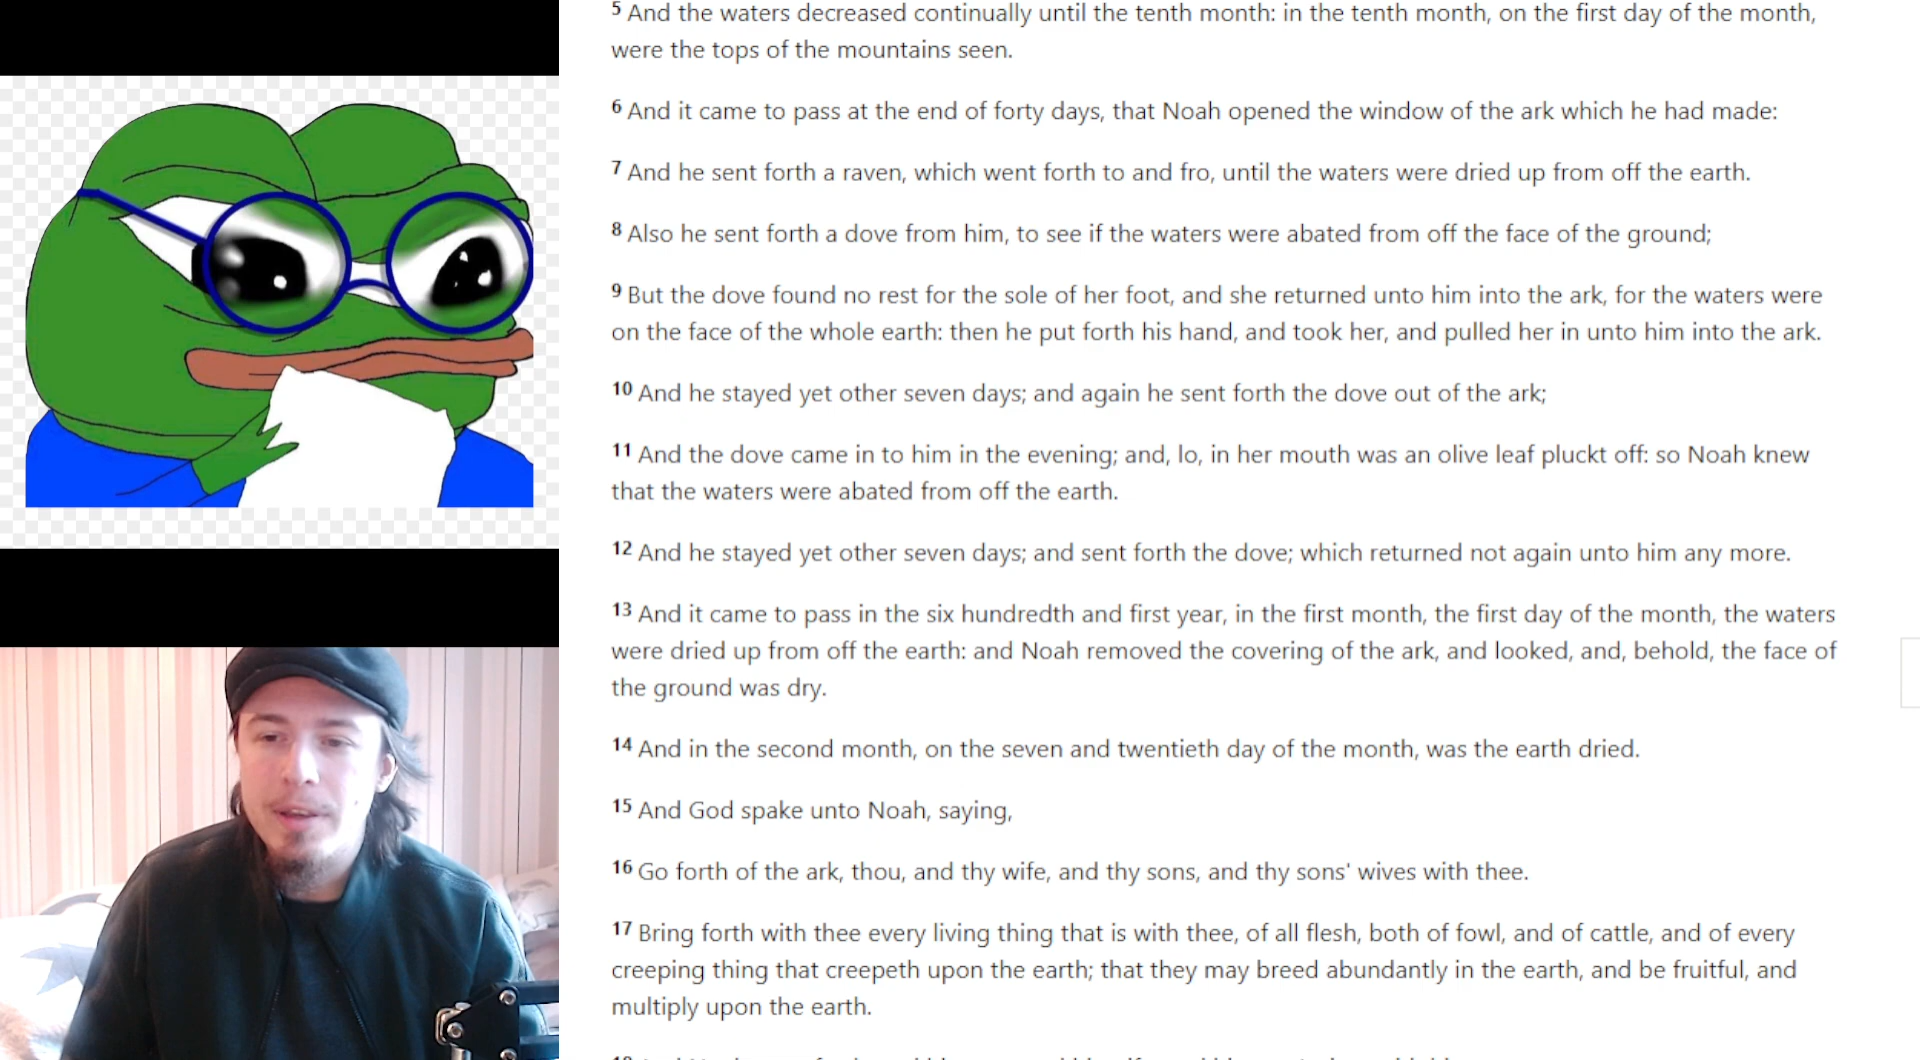 5 And the waters decreased continually until the tenth month: in the tenth month, on the first day of the month,
were the tops of the mountains seen.
6 And it came to pass at the end of forty days, that Noah opened the window of the ark which he had made:
7 And he sent forth a raven, which went forth to and fro, until the waters were dried up from off the earth.
8 Also he sent forth a dove from him, to see if the waters were abated from off the face of the ground;
9 But the dove found no rest for the sole of her foot, and she returned unto him into the ark, for the waters were
on the face of the whole earth: then he put forth his hand, and took her, and pulled her in unto him into the ark.
10 And he stayed yet other seven days; and again he sent forth the dove out of the ark;
11 And the dove came in to him in the evening; and, lo, in her mouth was an olive leaf pluckt off: so Noah knew
that the waters were abated from off the earth.
12 And he stayed yet other seven days; and sent forth the dove; which returned not again unto him any more.
13 And it came to pass in the six hundredth and first year, in the first month, the first day of the month, the waters
were dried up from off the earth: and Noah removed the covering of the ark, and looked, and, behold, the face of
the ground was dry.
14 And in the second month, on the seven and twentieth day of the month, was the earth dried.
15 And God spake unto Noah, saying,
16 Go forth of the ark, thou, and thy wife, and thy sons, and thy sons' wives with thee.
17 Bring forth with thee every living thing that is with thee, of all flesh, both of fowl, and of cattle, and of every
creeping thing that creepeth upon the earth; that they may breed abundantly in the earth, and be fruitful, and
multiply upon the earth.